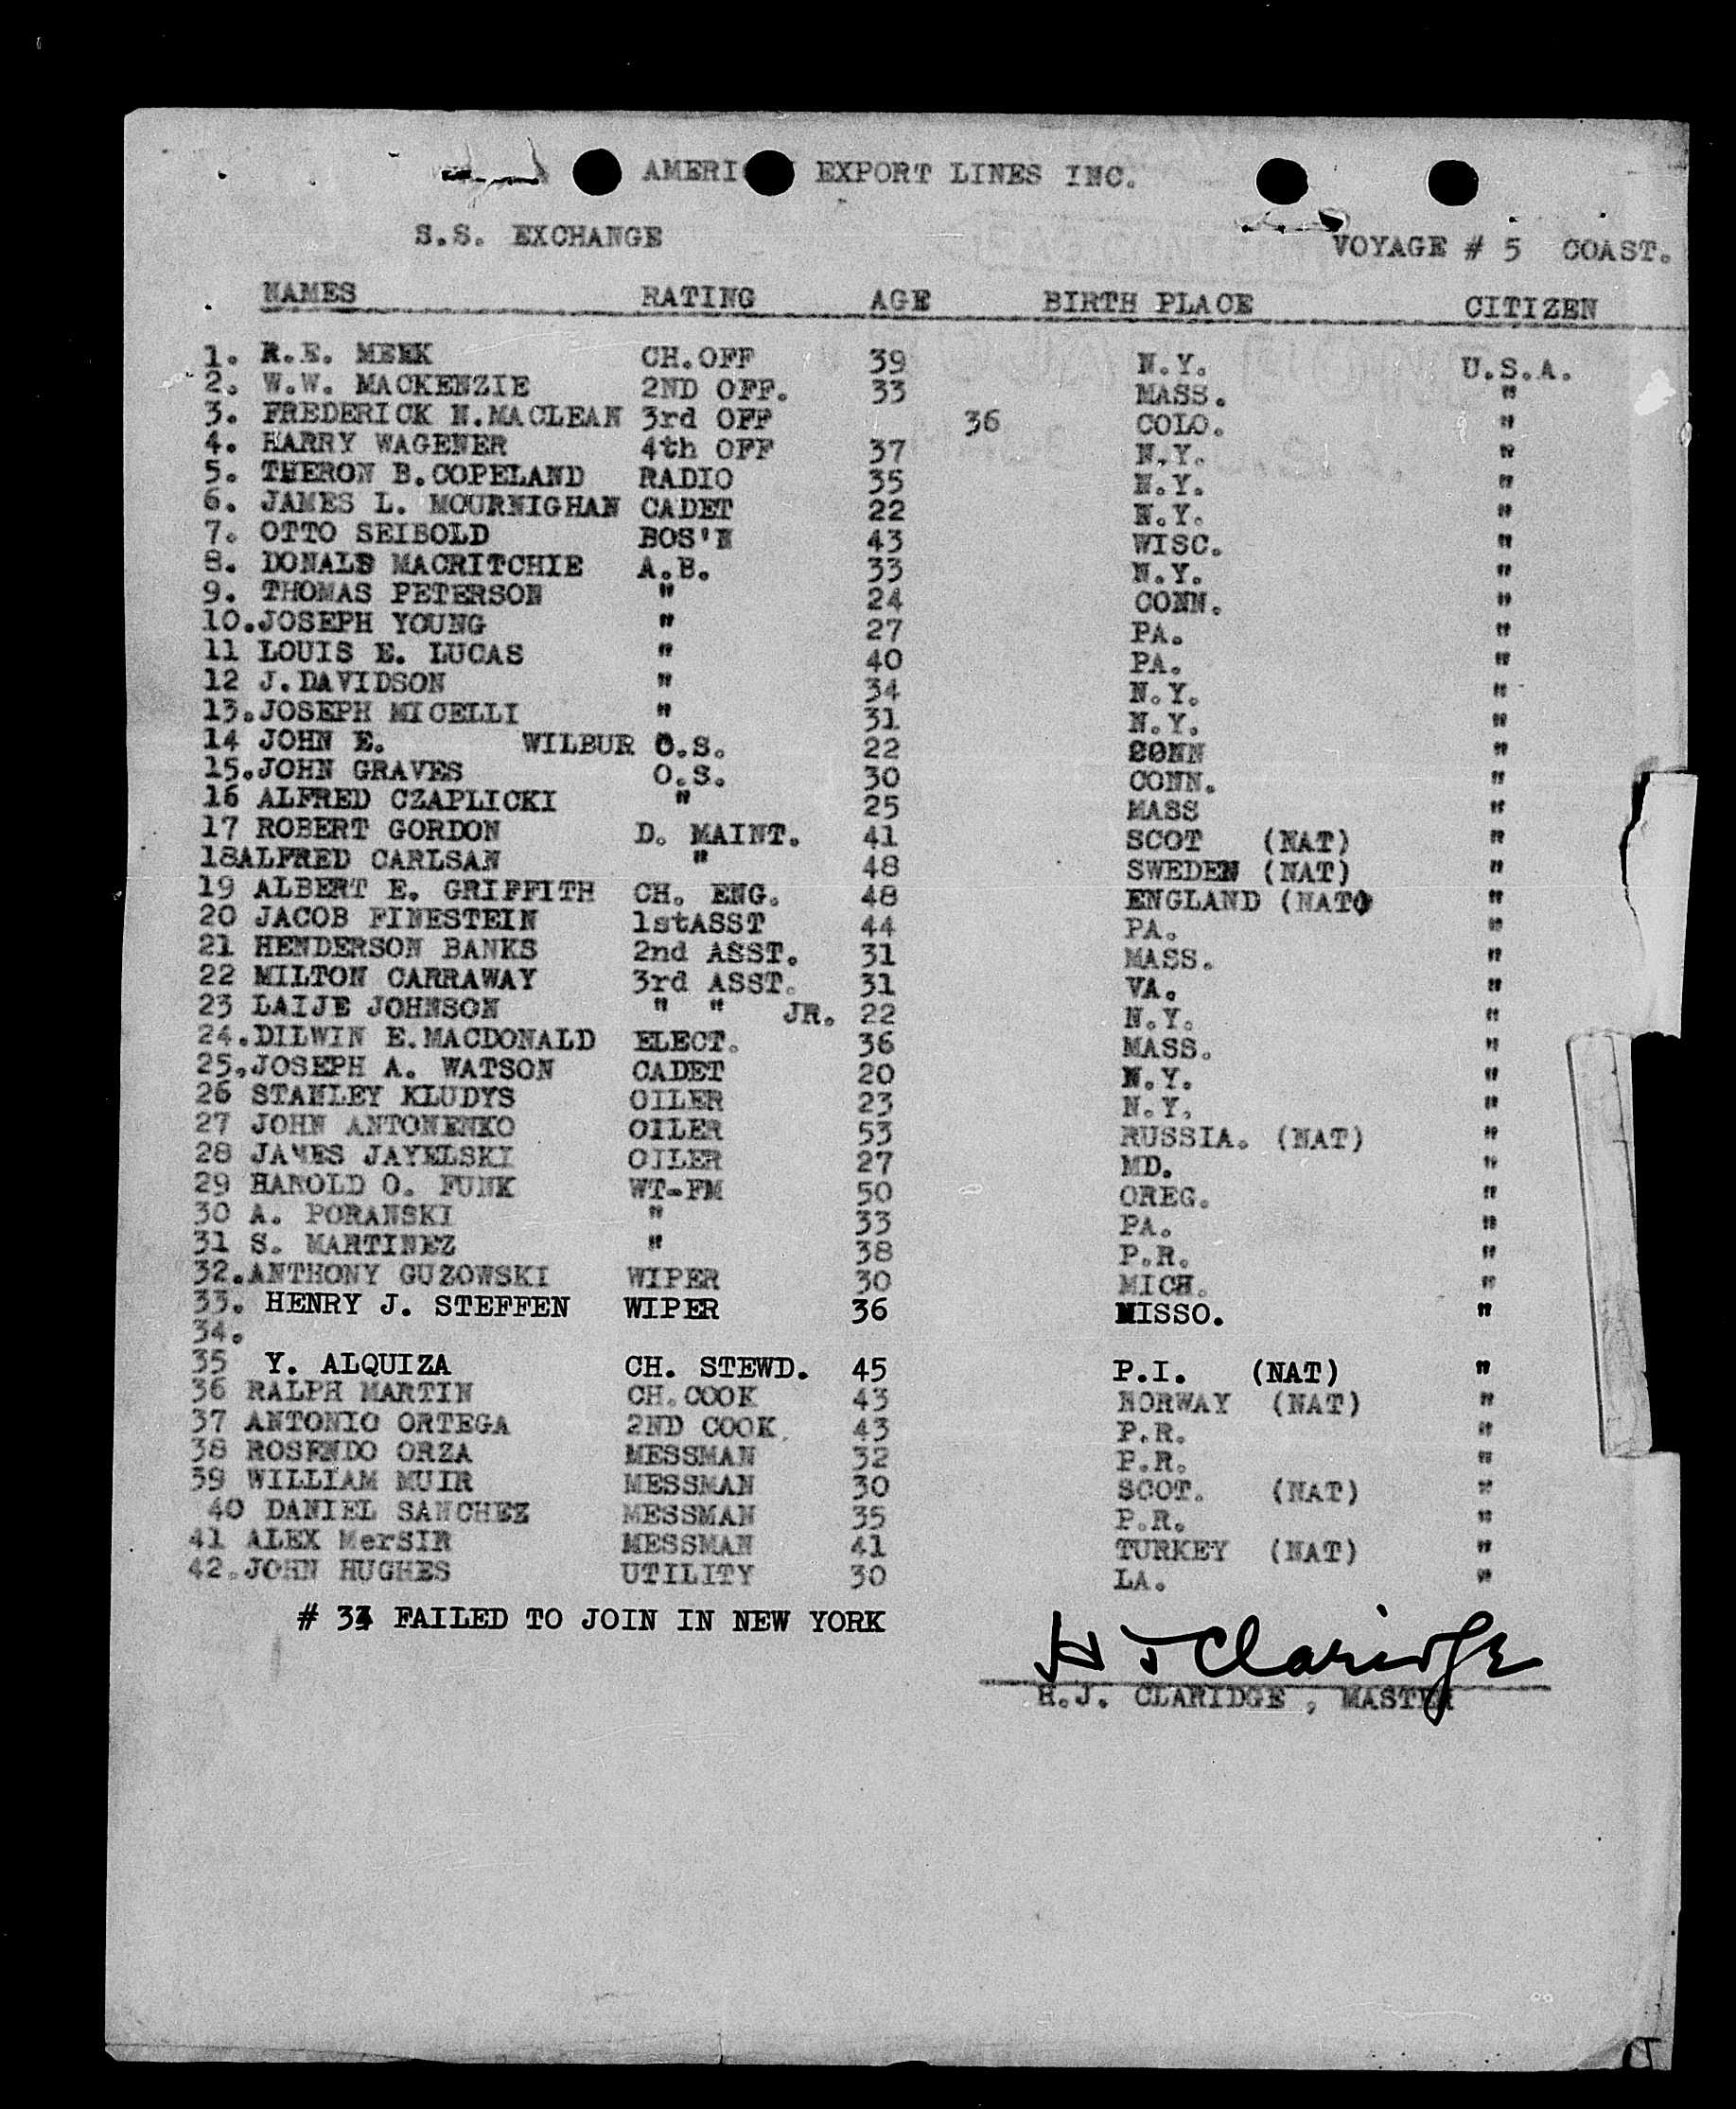 AMERI EXPORT LINES INC.
S.S. EXCHANGE VOYAGE # 5 COAST.
NAMES RATING AGE BIRTH PLACE CITIZEN
1. R.E. MEEK CH.OFF 39 N.Y. U.S.A.
2. W.W. MACKENZIE 2ND OFF. 33 MASS. "
3. FREDERICK N.MACLEAN 3rd OFF 36 COLO. "
4. HARRY WAGENER 4th OFF 37 N.Y. "
5. THERON B.COPELAND RADIO 35 N.Y. "
6. JAMES L. MOURNIGHAN CADET 22 N.Y. "
7. OTTO SEIBOLD BOS'N 43 WISC. "
8. DONALD MACRITCHIE A.B. 33 N.Y. "
9. THOMAS PETERSON " 24 CONN. "
10.JOSEPH YOUNG " 27 PA. "
11 LOUIS E. LUCAS " 40 PA. "
12 J.DAVIDSON " 34 N.Y. "
13.JOSEPH MICELLI " 31 N.Y. "
14 JOHN E. WILBUR O.S. 22 CONN "
15.JOHN GRAVES O.S. 30 CONN. "
16 ALFRED CZAPLICKI " 25 MASS "
17 ROBERT GORDON D. MAINT. 41 SCOT (NAT) "
18ALFRED CARLSAN " 48 SWEDEN (NAT) "
19 ALBERT E. GRIFFITH CH. ENG. 48 ENGLAND (NAT) "
20 JACOB FINESTEIN 1stASST 44 PA. "
21 HENDERSON BANKS 2nd ASST. 31 MASS. "
22 MILTON CARRAWAY 3rd ASST. 31 VA. "
23 LAIJE JOHNSON " " JR. 22 N.Y. "
24.DILWIN E.MACDONALD ELECT. 36 MASS. "
25.JOSEPH A. WATSON CADET 20 N.Y. "
26 STANLEY KLUDYS OILER 23 N.Y. "
27 JOHN ANTONENKO OILER 53 RUSSIA. (NAT) "
28 JAMES JAYELSKI OILER 27 MD. "
29 HAROLD O. FUNK WT-FM 50 OREG. "
30 A. PORANSKI " 33 PA. "
31 S. MARTINEZ " 38 P.R. "
32.ANTHONY GUZOWSKI WIPER 30 MICH. "
33. HENRY J. STEFFEN WIPER 36 MISSO. "
34.
35 Y. ALQUIZA CH. STEWD. 45 P.I. (NAT) "
36 RALPH MARTIN CH.COOK 43 NORWAY (NAT) "
37 ANTONIO ORTEGA 2ND COOK. 43 P.R. "
38 ROSENDO ORZA MESSMAN 32 P.R. "
39 WILLIAM MUIR MESSMAN 30 SCOT. (NAT) "
40 DANIEL SANCHEZ MESSMAN 35 P.R. "
41 ALEX MerSIR MESSMAN 41 TURKEY (NAT) "
42.JOHN HUGHES UTILITY 30 LA. "
# 34 FAILED TO JOIN IN NEW YORK
H J Claridge
H.J. CLARIDGE , MASTER